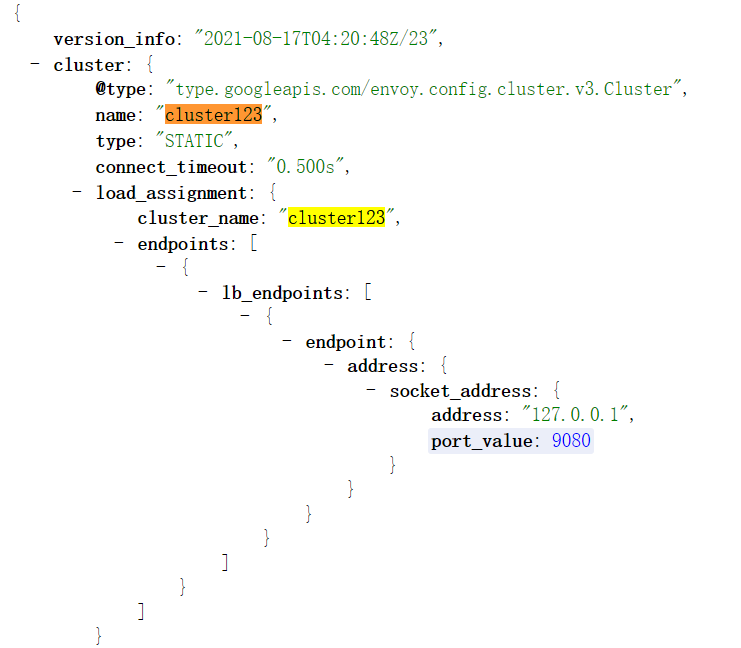 {
version_info: "2021-08-17T04:20:48Z/23",
- cluster: {
@type: "type.googleapis.com/envoy.config.cluster.v3.Cluster",
name: "cluster123",
type: "STATIC",
connect_timeout: "0.500s",
- load_assignment: {
cluster_name: "cluster123",
- endpoints: [
- {
- lb_endpoints: [
- {
- endpoint: {
- address: {
- socket_address: {
address: "127.0.0.1",
port_value: 9080
}
}
}
}
]
}
]
}